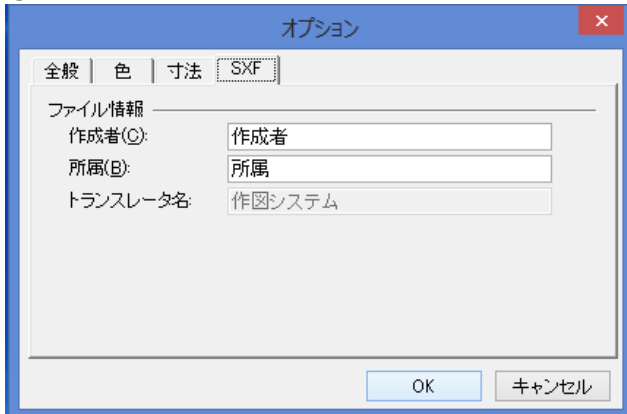 オプション
全般 色 寸法 SXF
ファイル情報
作成者(C): 作成者
所属(B): 所属
トランスレータ名: 作図システム
OK キャンセル